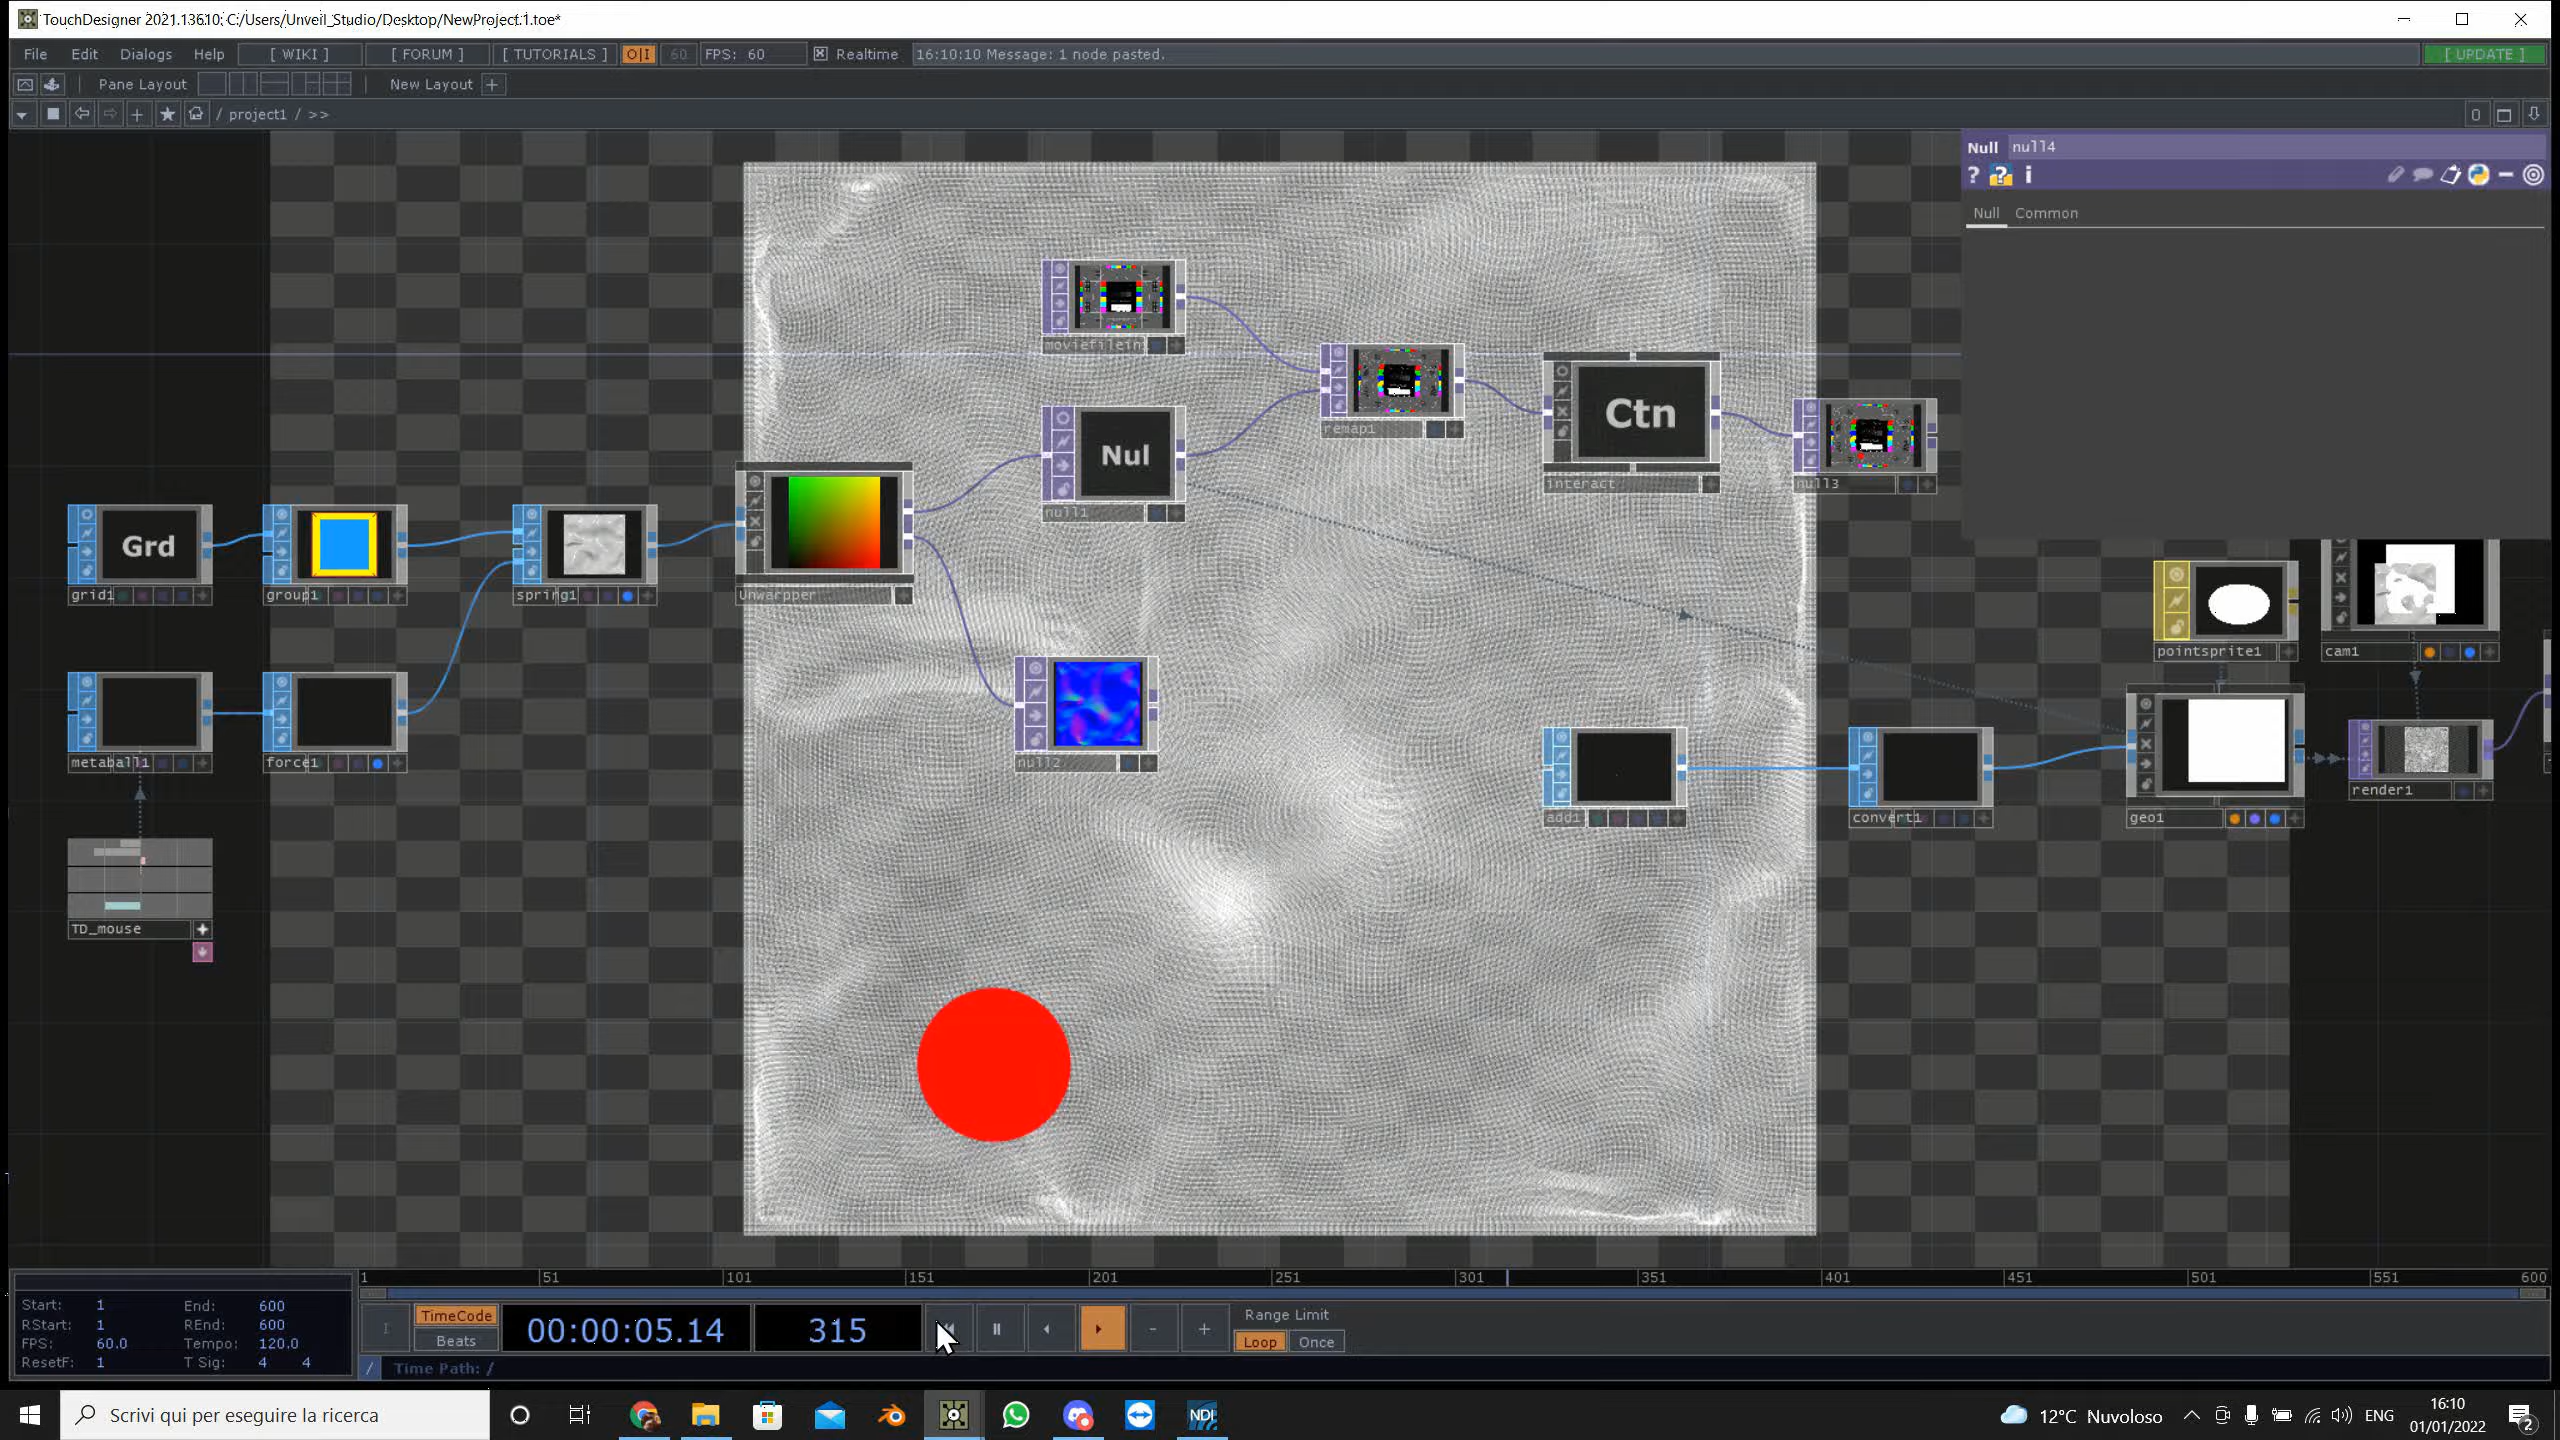 TouchDesigner 2021.13610: C:/Users/Unveil_Studio/Desktop/NewProject.1.toe*
File Edit Dialogs Help [ WIKI ] [ FORUM ] [ TUTORIALS ] O|I 60 FPS: 60 Realtime 16:10:10 Message: 1 node pasted. [ UPDATE ]
Pane Layout New Layout +
/ project1 / >> 0
Null null4
? ? i
Null Common
moviefilein
remap1
Ctn
interact
null3
Nul
null1
Grd
grid1
group1
spring1
Unwarpper
pointsprite1
cam1
metaball1
force1
null2
add1
convert1
geo1
render1
TD_mouse
1 51 101 151 201 251 301 351 401 451 501 551 600
Start: 1 End: 600
RStart: 1 REnd: 600
FPS: 60.0 Tempo: 120.0
ResetF: 1 T Sig: 4 4
TimeCode
Beats
00:00:05.14
315
- +
Range Limit
Loop Once
/ Time Path: /
Scrivi qui per eseguire la ricerca
NDI
12°C Nuvoloso
ENG
16:10
01/01/2022
2